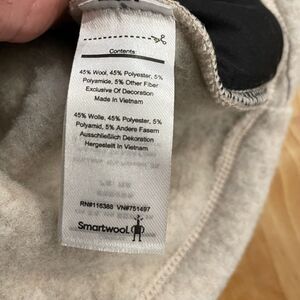 Contents:
45% Wool, 45% Polyester, 5%
Polyamide, 5% Other Fiber
Exclusive Of Decoration
Made In Vietnam
45% Wolle, 45% Polyester, 5%
Polyamid, 5% Andere Fasern
Ausschließlich Dekoration
Hergestellt In Vietnam
RN#116388 VN#751497
Smartwool